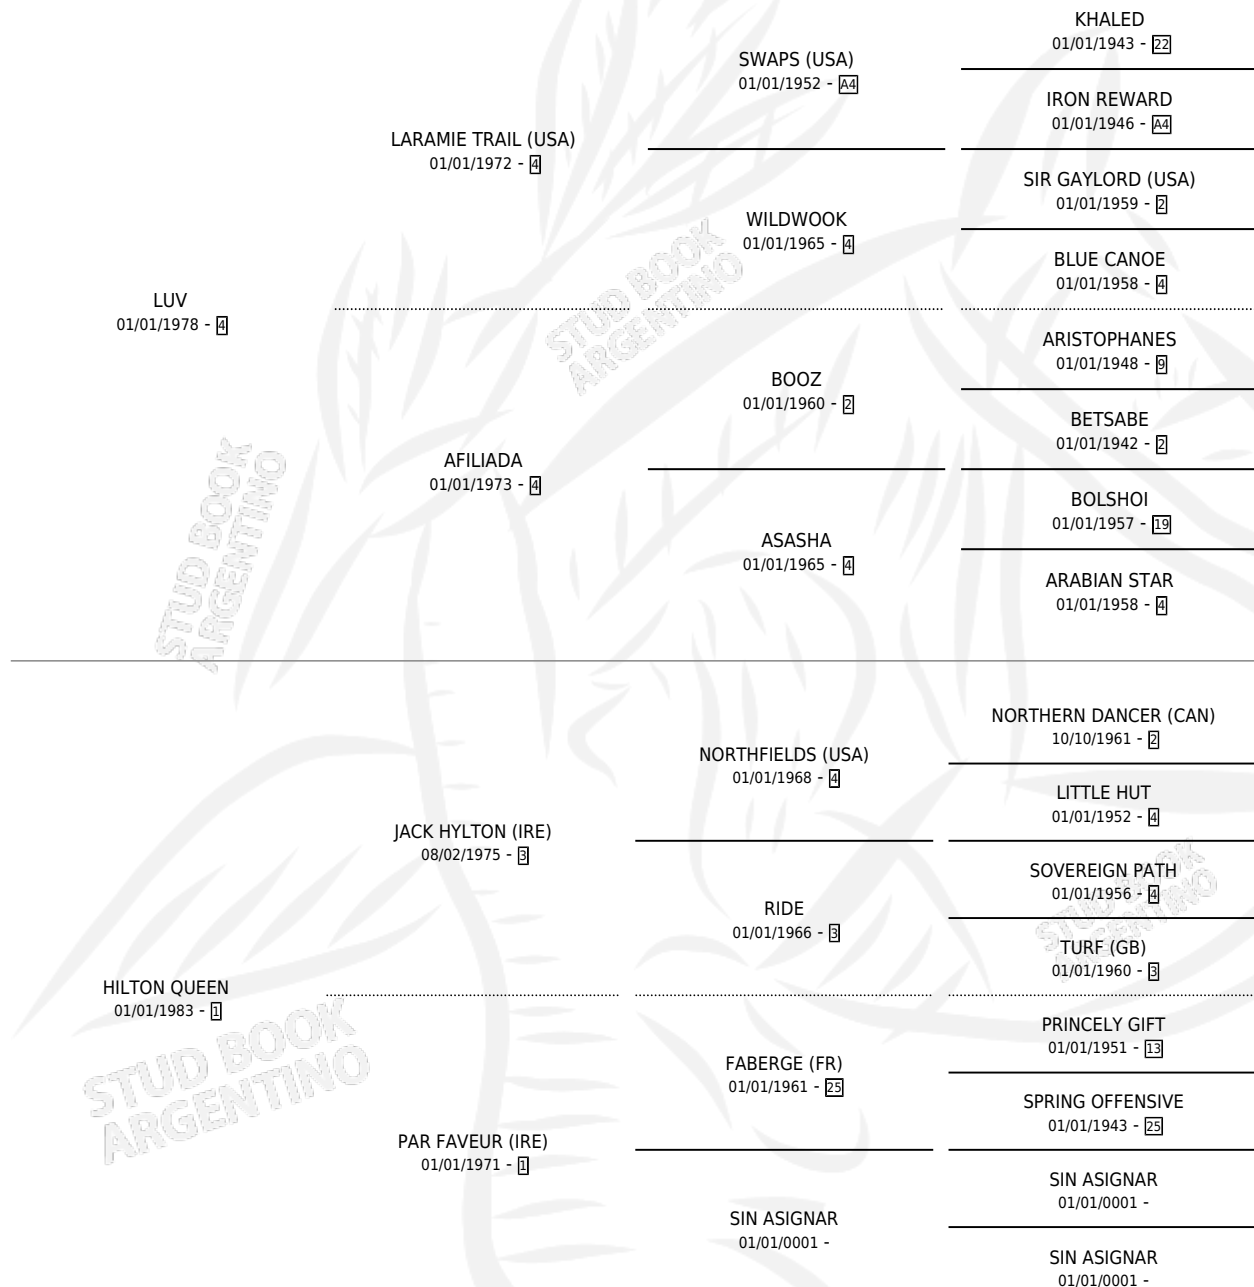 KHALED
01/01/1943 - 22
SWAPS (USA)
01/01/1952 - A4
IRON REWARD
01/01/1946 - A4
LARAMIE TRAIL (USA)
01/01/1972 - 4
SIR GAYLORD (USA)
01/01/1959 - 2
WILDWOOK
01/01/1965 - 4
BLUE CANOE
01/01/1958 - 4
LUV
01/01/1978 - 4
ARISTOPHANES
01/01/1948 - 9
BOOZ
01/01/1960 - 2
BETSABE
01/01/1942 - 2
AFILIADA
01/01/1973 - 4
BOLSHOI
01/01/1957 - 19
ASASHA
01/01/1965 - 4
ARABIAN STAR
01/01/1958 - 4
STUD BOOK
ARGENTINO
STUD BOOK
ARGENTINO
NORTHERN DANCER (CAN)
10/10/1961 - 2
NORTHFIELDS (USA)
01/01/1968 - 4
LITTLE HUT
01/01/1952 - 4
JACK HYLTON (IRE)
08/02/1975 - 3
SOVEREIGN PATH
01/01/1956 - 4
RIDE
01/01/1966 - 3
TURF (GB)
01/01/1960 - 3
STUD BOOK
ARGENTINO
HILTON QUEEN
01/01/1983 - 1
PRINCELY GIFT
01/01/1951 - 13
FABERGE (FR)
01/01/1961 - 25
SPRING OFFENSIVE
01/01/1943 - 25
STUD BOOK
ARGENTINO
PAR FAVEUR (IRE)
01/01/1971 - 1
SIN ASIGNAR
01/01/0001 -
SIN ASIGNAR
01/01/0001 -
SIN ASIGNAR
01/01/0001 -